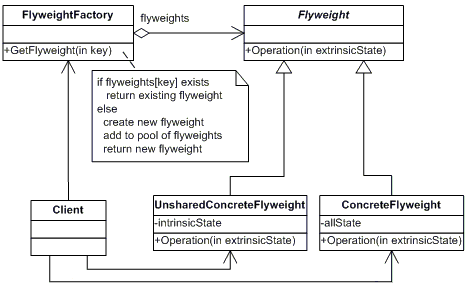 FlyweightFactory
flyweights
Flyweight
+GetFlyweight(in key)
+Operation(in extrinsicState)
if flyweights[key] exists
return existing flyweight
else
create new flyweight
add to pool of flyweights
return new flyweight
Client
UnsharedConcreteFlyweight
-intrinsicState
+Operation(in extrinsicState)
ConcreteFlyweight
-allState
+Operation(in extrinsicState)